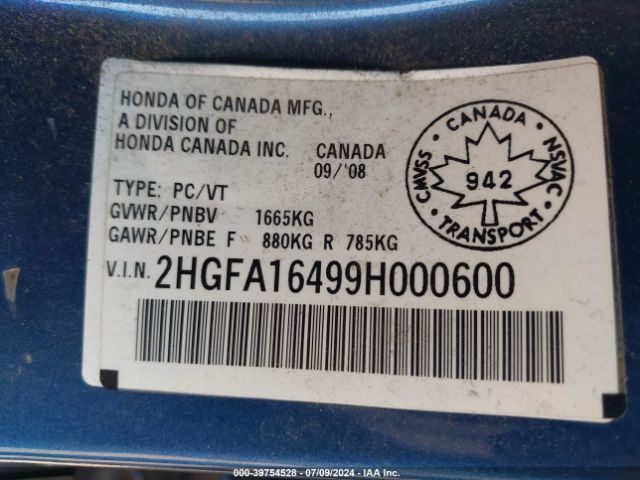 HONDA OF CANADA MFG.,
A DIVISION OF
HONDA CANADA INC. CANADA
09/'08
TYPE: PC/VT
GVWR/PNBV 1665KG
GAWR/PNBE F 880KG R 785KG
V.I.N. 2HGFA16499H000600
CANADA
CMVSS
NSVAC
942
TRANSPORT
000-39754528 - 07/09/2024 - IAA Inc.